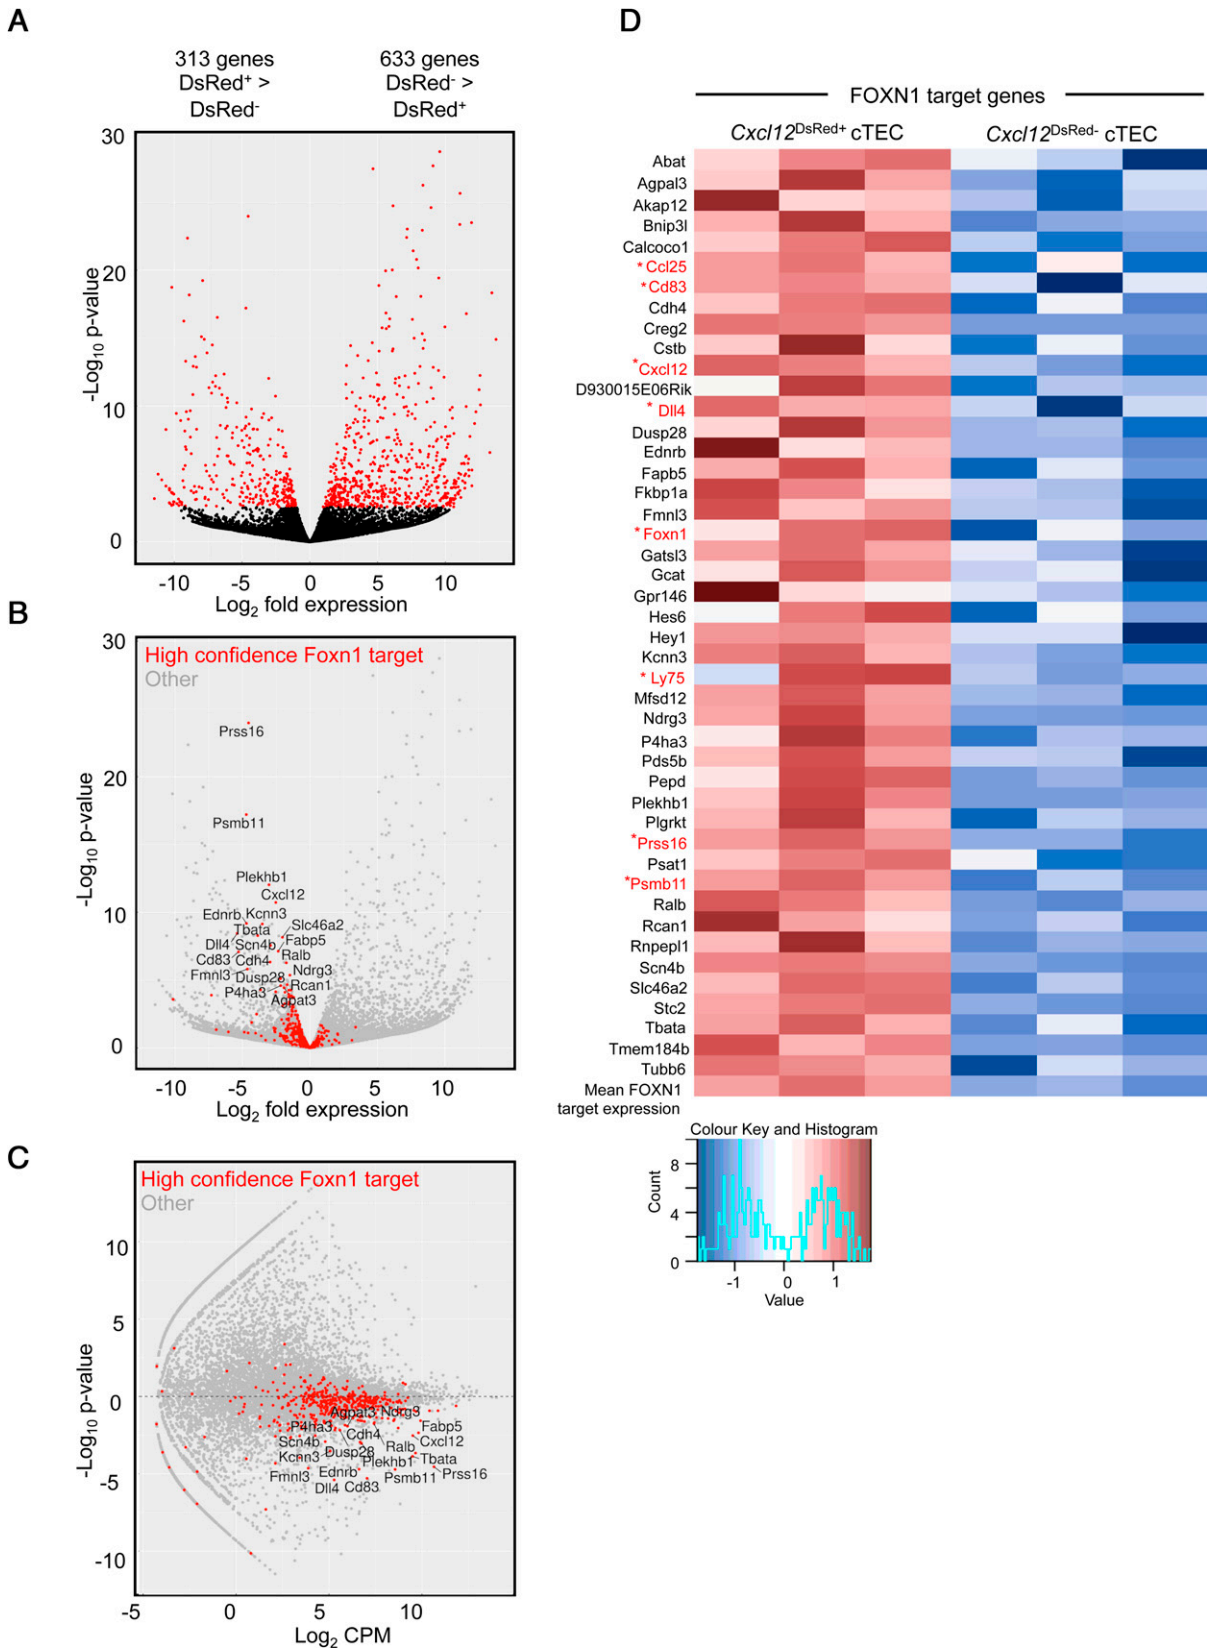 A
313 genes
DsRed+ >
DsRed-
633 genes
DsRed- >
DsRed+
30
20
10
0
-Log10 p-value
-10
-5
0
5
10
Log2 fold expression
B
30
20
10
0
-Log10 p-value
High confidence Foxn1 target
Other
Prss16
Psmb11
Plekhb1
Cxcl12
Ednrb
Kcnn3
Slc46a2
Tbata
Dll4
Scn4b
Fabp5
Cd83
Cdh4
Ralb
Fmnl3
Dusp28
Ndrg3
P4ha3
Rcan1
Agpat3
-10
-5
0
5
10
Log2 fold expression
C
High confidence Foxn1 target
Other
10
5
0
-5
-10
-Log10 p-value
Agpat3
Ndrg3
P4ha3
Cdh4
Fabp5
Scn4b
Cxcl12
Kcnn3
Dusp28
Ralb
Plekhb1
Tbata
Fmnl3
Ednrb
Psmb11
Prss16
Dll4
Cd83
-5
0
5
10
Log2 CPM
D
FOXN1 target genes
Cxcl12DsRed+ cTEC
Cxcl12DsRed- cTEC
Abat
Agpal3
Akap12
Bnip3l
Calcoco1
*Ccl25
*Cd83
Cdh4
Creg2
Cstb
*Cxcl12
D930015E06Rik
* Dll4
Dusp28
Ednrb
Fapb5
Fkbp1a
Fmnl3
*Foxn1
Gatsl3
Gcat
Gpr146
Hes6
Hey1
Kcnn3
* Ly75
Mfsd12
Ndrg3
P4ha3
Pds5b
Pepd
Plekhb1
Plgrkt
*Prss16
Psat1
*Psmb11
Ralb
Rcan1
Rnpepl1
Scn4b
Slc46a2
Stc2
Tbata
Tmem184b
Tubb6
Mean FOXN1
target expression
Colour Key and Histogram
8
4
0
Count
-1
0
1
Value